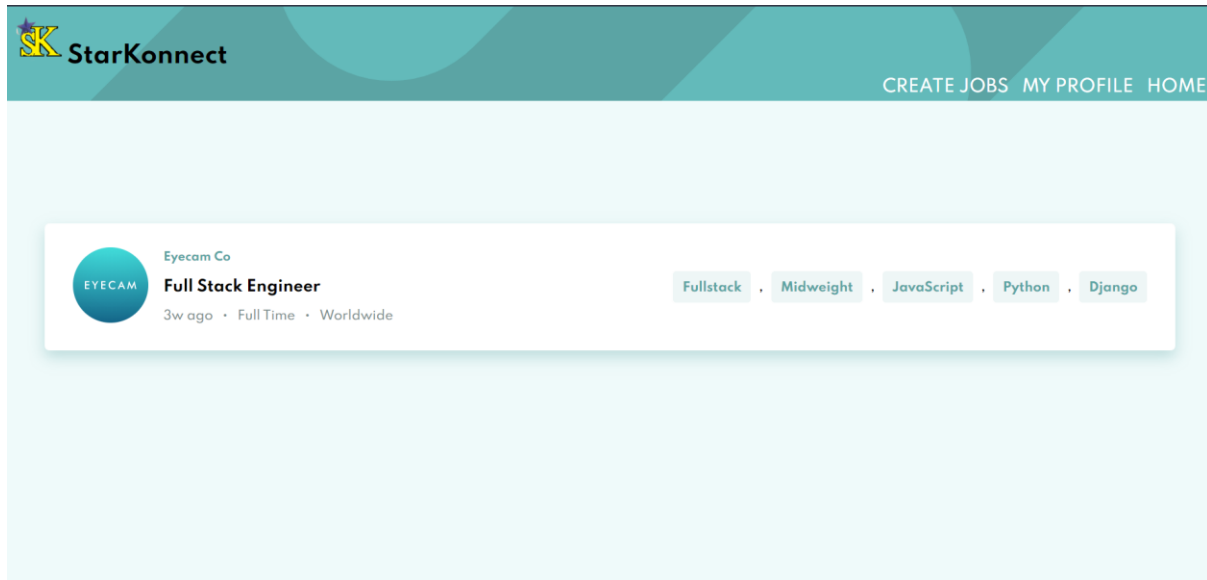 SK StarKonnect
CREATE JOBS MY PROFILE HOME
EYECAM
Eyecam Co
Full Stack Engineer
3w ago • Full Time • Worldwide
Fullstack , Midweight , JavaScript , Python , Django